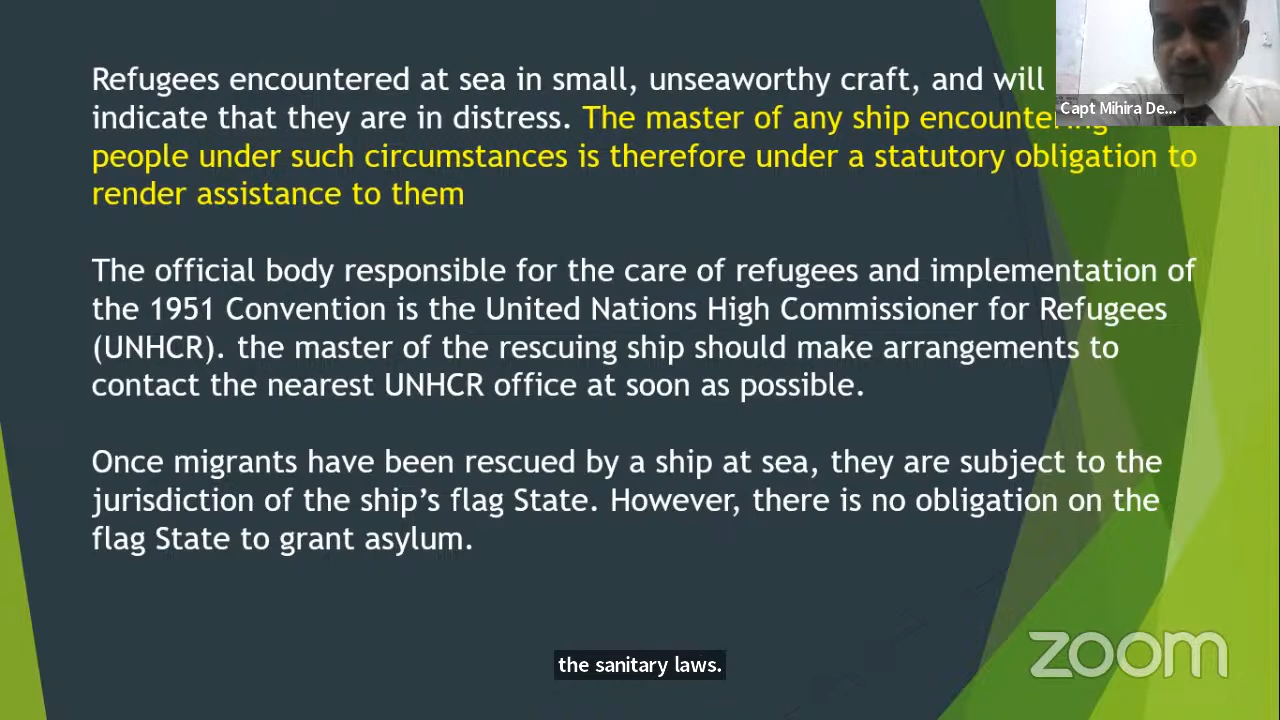 Refugees encountered at sea in small, unseaworthy craft, and will
indicate that they are in distress. The master of any ship encountering
people under such circumstances is therefore under a statutory obligation to
render assistance to them
The official body responsible for the care of refugees and implementation of
the 1951 Convention is the United Nations High Commissioner for Refugees
(UNHCR). the master of the rescuing ship should make arrangements to
contact the nearest UNHCR office at soon as possible.
Once migrants have been rescued by a ship at sea, they are subject to the
jurisdiction of the ship’s flag State. However, there is no obligation on the
flag State to grant asylum.
Capt Mihira De...
the sanitary laws.
zoom